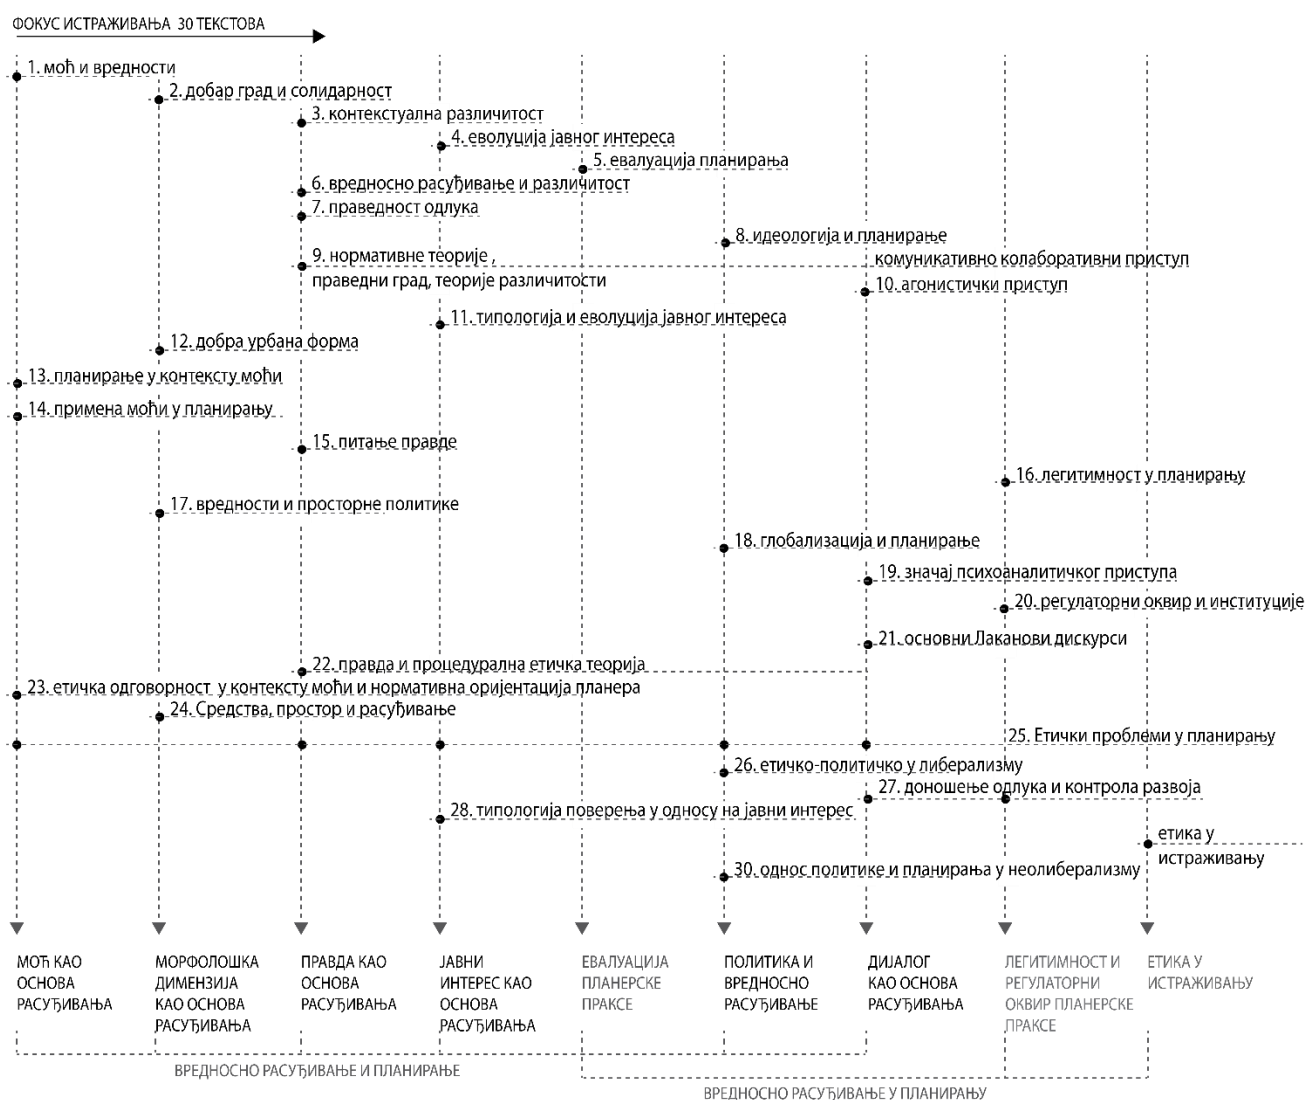 ФОКУС ИСТРАЖИВАЊА 30 ТЕКСТОВА
1. моћ и вредности
2. добар град и солидарност
3. контекстуална различитост
4. еволуција јавног интереса
5. евалуација планирања
6. вредносно расуђивање и различитост
7. праведност одлука
8. идеологија и планирање
9. нормативне теорије ,
комуникативно колаборативни приступ
праведни град, теорије различитости
10. агонистички приступ
11. типологија и еволуција јавног интереса
12. добра урбана форма
13. планирање у контексту моћи
14. примена моћи у планирању
15. питање правде
16. легитимност у планирању
17. вредности и просторне политике
18. глобализација и планирање
19. значај психоаналитичког приступа
20. регулаторни оквир и институције
21. основни Лаканови дискурси
22. правда и процедурална етичка теорија
23. етичка одговорност у контексту моћи и нормативна оријентација планера
24. Средства, простор и расуђивање
25. Етички проблеми у планирању
26. етичко-политичко у либерализму
27. доношење одлука и контрола развоја
28. типологија поверења у односу на јавни интерес
етика у
истраживању
30. однос политике и планирања у неолиберализму
МОЋ КАО
ОСНОВА
РАСУЂИВАЊА
МОРФОЛОШКА
ДИМЕНЗИЈА
КАО ОСНОВА
РАСУЂИВАЊА
ПРАВДА КАО
ОСНОВА
РАСУЂИВАЊА
ЈАВНИ
ИНТЕРЕС КАО
ОСНОВА
РАСУЂИВАЊА
ЕВАЛУАЦИЈА
ПЛАНЕРСКЕ
ПРАКСЕ
ПОЛИТИКА И
ВРЕДНОСНО
РАСУЂИВАЊЕ
ДИЈАЛОГ
КАО ОСНОВА
РАСУЂИВАЊА
ЛЕГИТИМНОСТ И
РЕГУЛАТОРНИ
ОКВИР ПЛАНЕРСКЕ
ПРАКСЕ
ЕТИКА У
ИСТРАЖИВАЊУ
ВРЕДНОСНО РАСУЂИВАЊЕ И ПЛАНИРАЊЕ
ВРЕДНОСНО РАСУЂИВАЊЕ У ПЛАНИРАЊУ